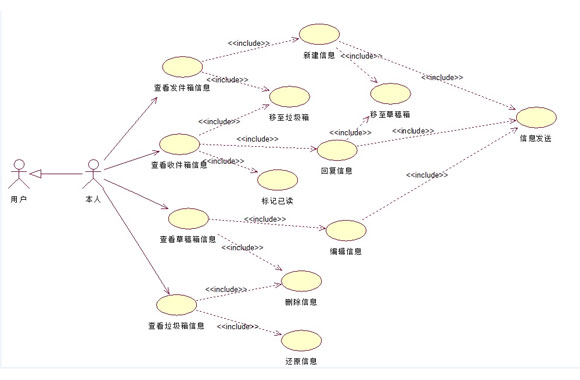 <<include>>
新建信息
<<include>>
查看发件箱信息
<<include>>
<<include>>
移至草稿箱
<<include>>
移至垃圾箱
信息发送
<<include>>
<<include>>
<<include>>
查看收件箱信息
<<include>>
回复信息
<<include>>
<<include>>
用户
本人
标记已读
<<include>>
查看草稿箱信息
编辑信息
<<include>>
<<include>>
删除信息
查看垃圾箱信息
<<include>>
还原信息